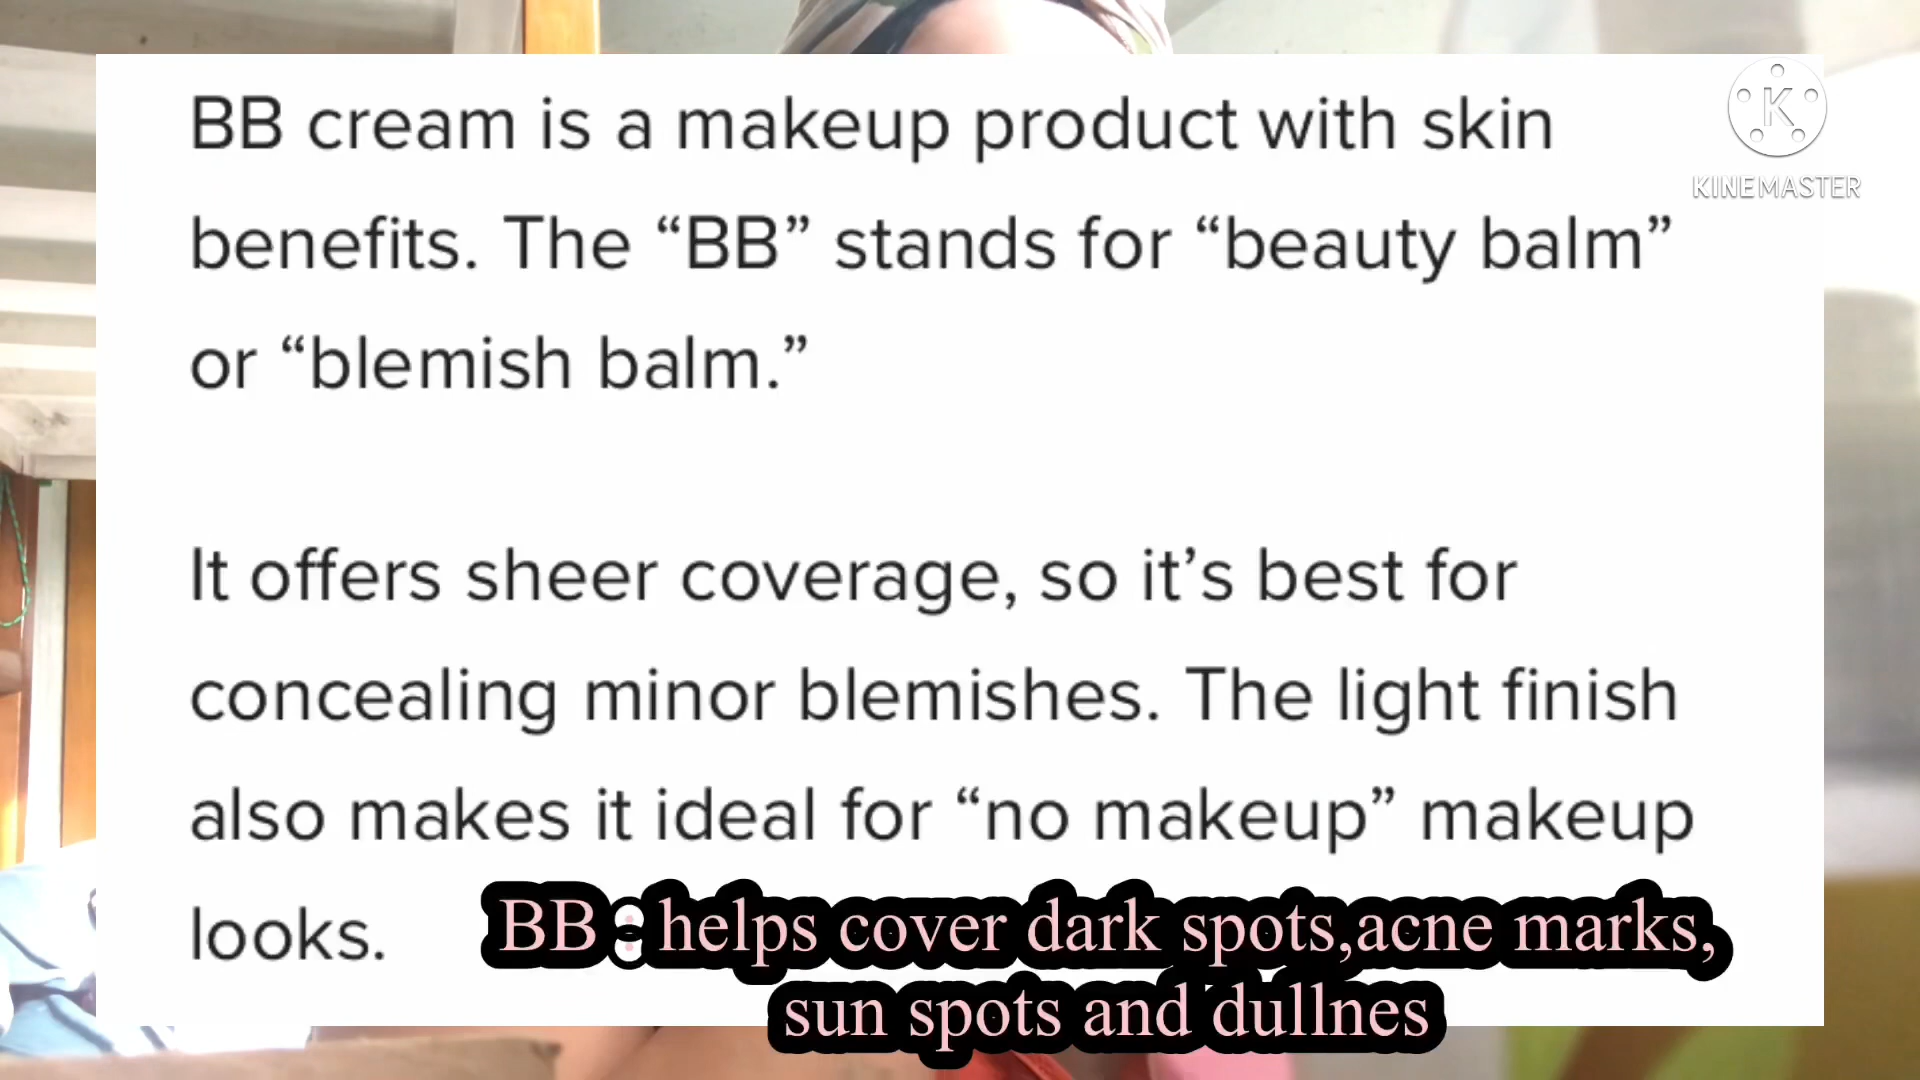 BB cream is a makeup product with skin
benefits. The “BB” stands for “beauty balm”
or “blemish balm.”
It offers sheer coverage, so it’s best for
concealing minor blemishes. The light finish
also makes it ideal for “no makeup” makeup
looks.
BB : helps cover dark spots,acne marks,
sun spots and dullnes
K
KINEMASTER